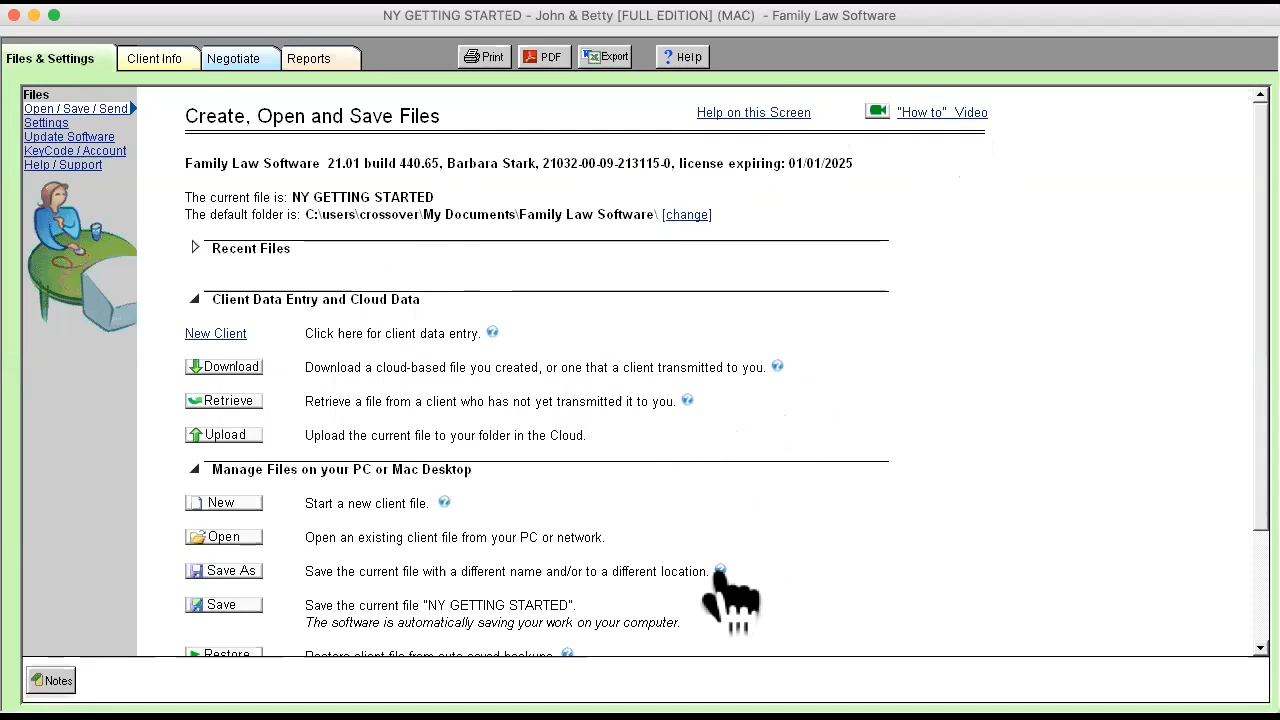 NY GETTING STARTED - John & Betty [FULL EDITION] (MAC)  - Family Law Software
Files & Settings
Client Info
Negotiate
Reports
Print
PDF
Export
Help
Files
Open / Save / Send
Settings
Update Software
KeyCode / Account
Help / Support
Create, Open and Save Files
Help on this Screen
"How to"  Video
Family Law Software  21.01 build 440.65, Barbara Stark, 21032-00-09-213115-0, license expiring: 01/01/2025
The current file is: NY GETTING STARTED
The default folder is: C:\users\crossover\My Documents\Family Law Software\ [change]
Recent Files
Client Data Entry and Cloud Data
New Client Click here for client data entry.
Download Download a cloud-based file you created, or one that a client transmitted to you.
Retrieve Retrieve a file from a client who has not yet transmitted it to you.
Upload Upload the current file to your folder in the Cloud.
Manage Files on your PC or Mac Desktop
New Start a new client file.
Open Open an existing client file from your PC or network.
Save As Save the current file with a different name and/or to a different location.
Save Save the current file "NY GETTING STARTED".
The software is automatically saving your work on your computer.
Restore Restore client file from auto-saved backups.
Notes